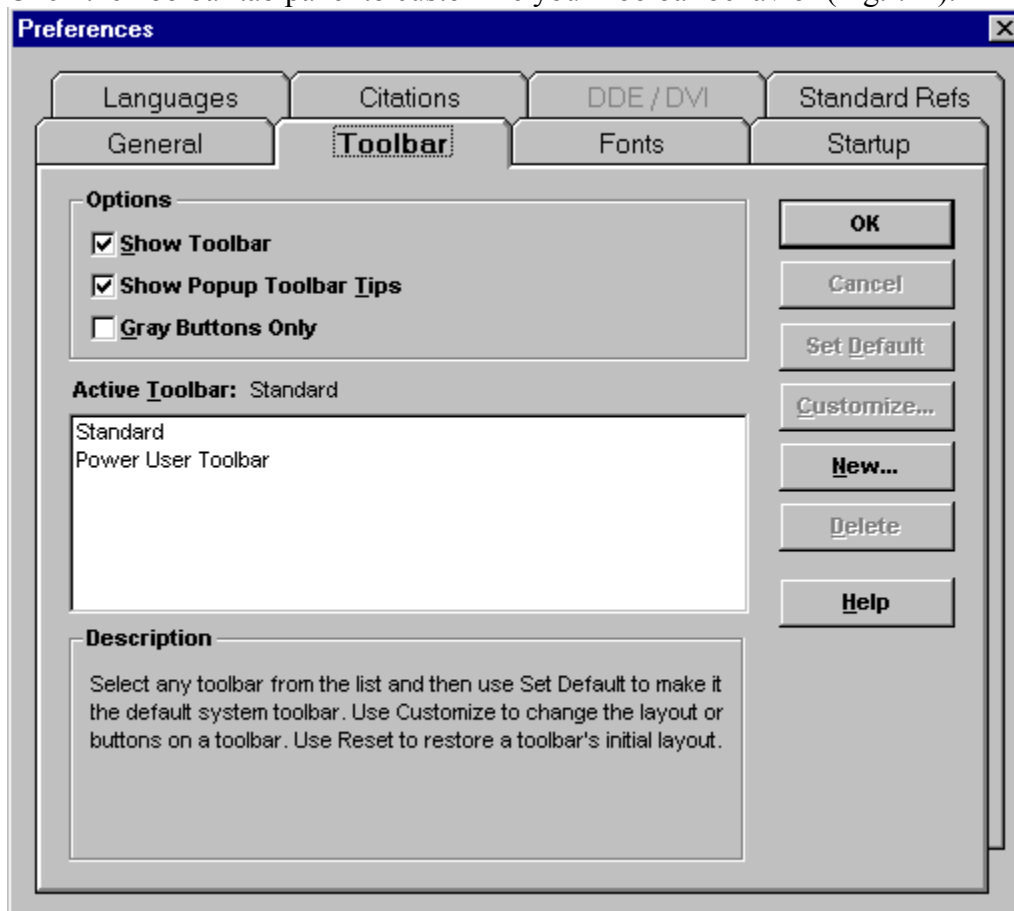 Preferences
Languages Citations DDE / DVI Standard Refs
General Toolbar Fonts Startup
Options
Show Toolbar
Show Popup Toolbar Tips
Gray Buttons Only
Active Toolbar: Standard
Standard
Power User Toolbar
Description
Select any toolbar from the list and then use Set Default to make it
the default system toolbar. Use Customize to change the layout or
buttons on a toolbar. Use Reset to restore a toolbar's initial layout.
OK
Cancel
Set Default
Customize...
New...
Delete
Help